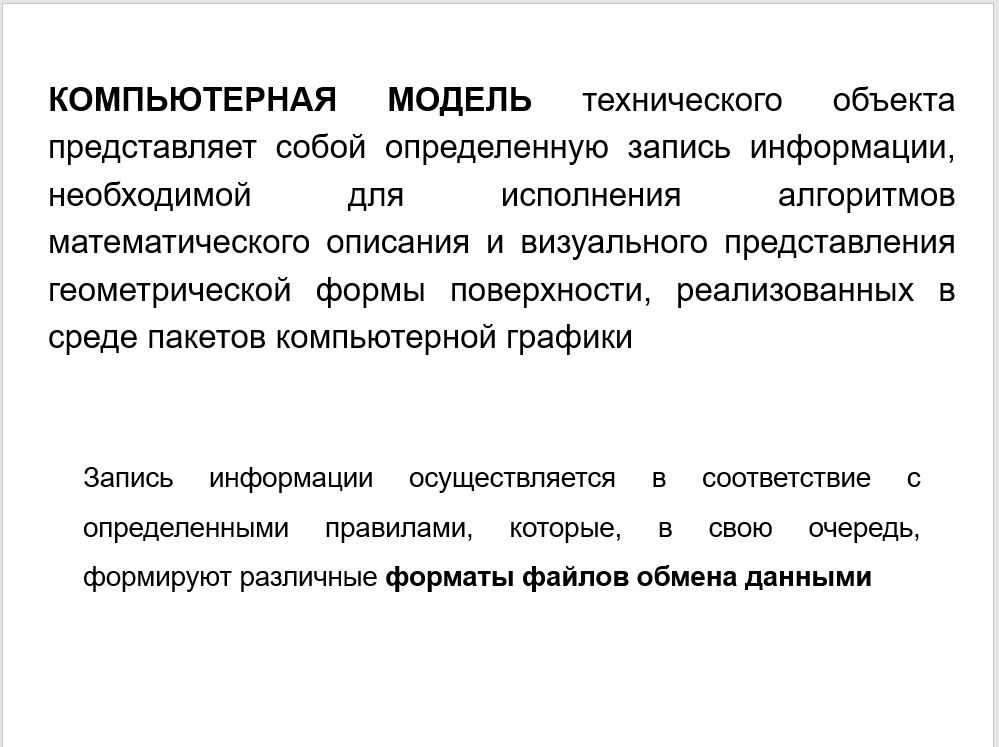 КОМПЬЮТЕРНАЯ МОДЕЛЬ технического объекта
представляет собой определенную запись информации,
необходимой для исполнения алгоритмов
математического описания и визуального представления
геометрической формы поверхности, реализованных в
среде пакетов компьютерной графики
Запись информации осуществляется в соответствие с
определенными правилами, которые, в свою очередь,
формируют различные форматы файлов обмена данными